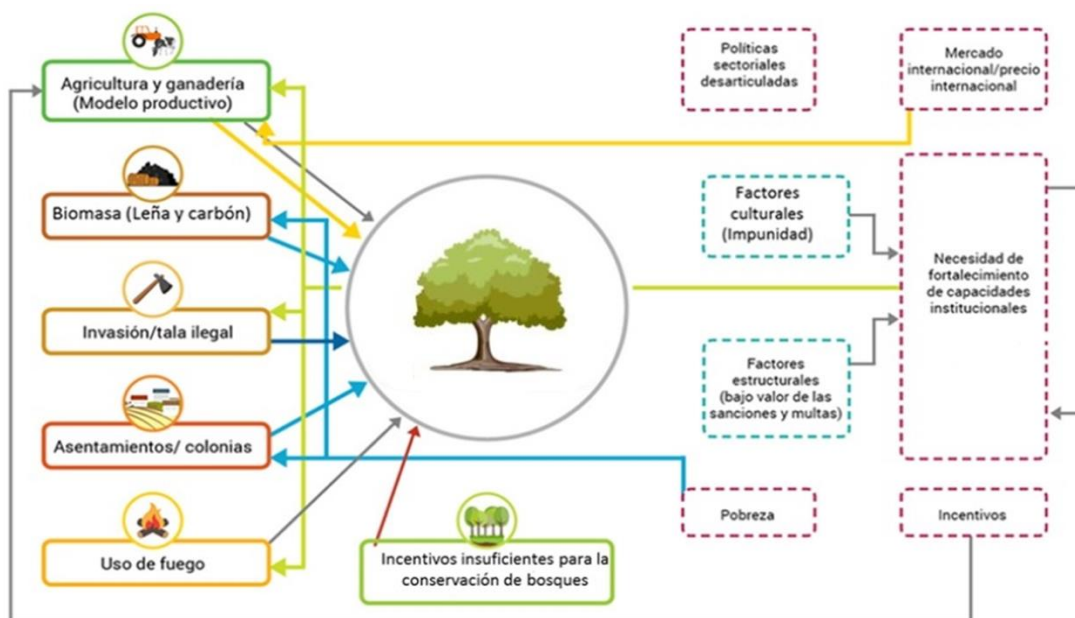 Agricultura y ganadería
(Modelo productivo)
Biomasa (Leña y carbón)
Invasión/tala ilegal
Asentamientos/ colonias
Uso de fuego
Incentivos insuficientes para la
conservación de bosques
Políticas
sectoriales
desarticuladas
Mercado
internacional/precio
internacional
Factores
culturales
(Impunidad)
Necesidad de
fortalecimiento
de capacidades
institucionales
Factores
estructurales
(bajo valor de las
sanciones y multas)
Pobreza
Incentivos